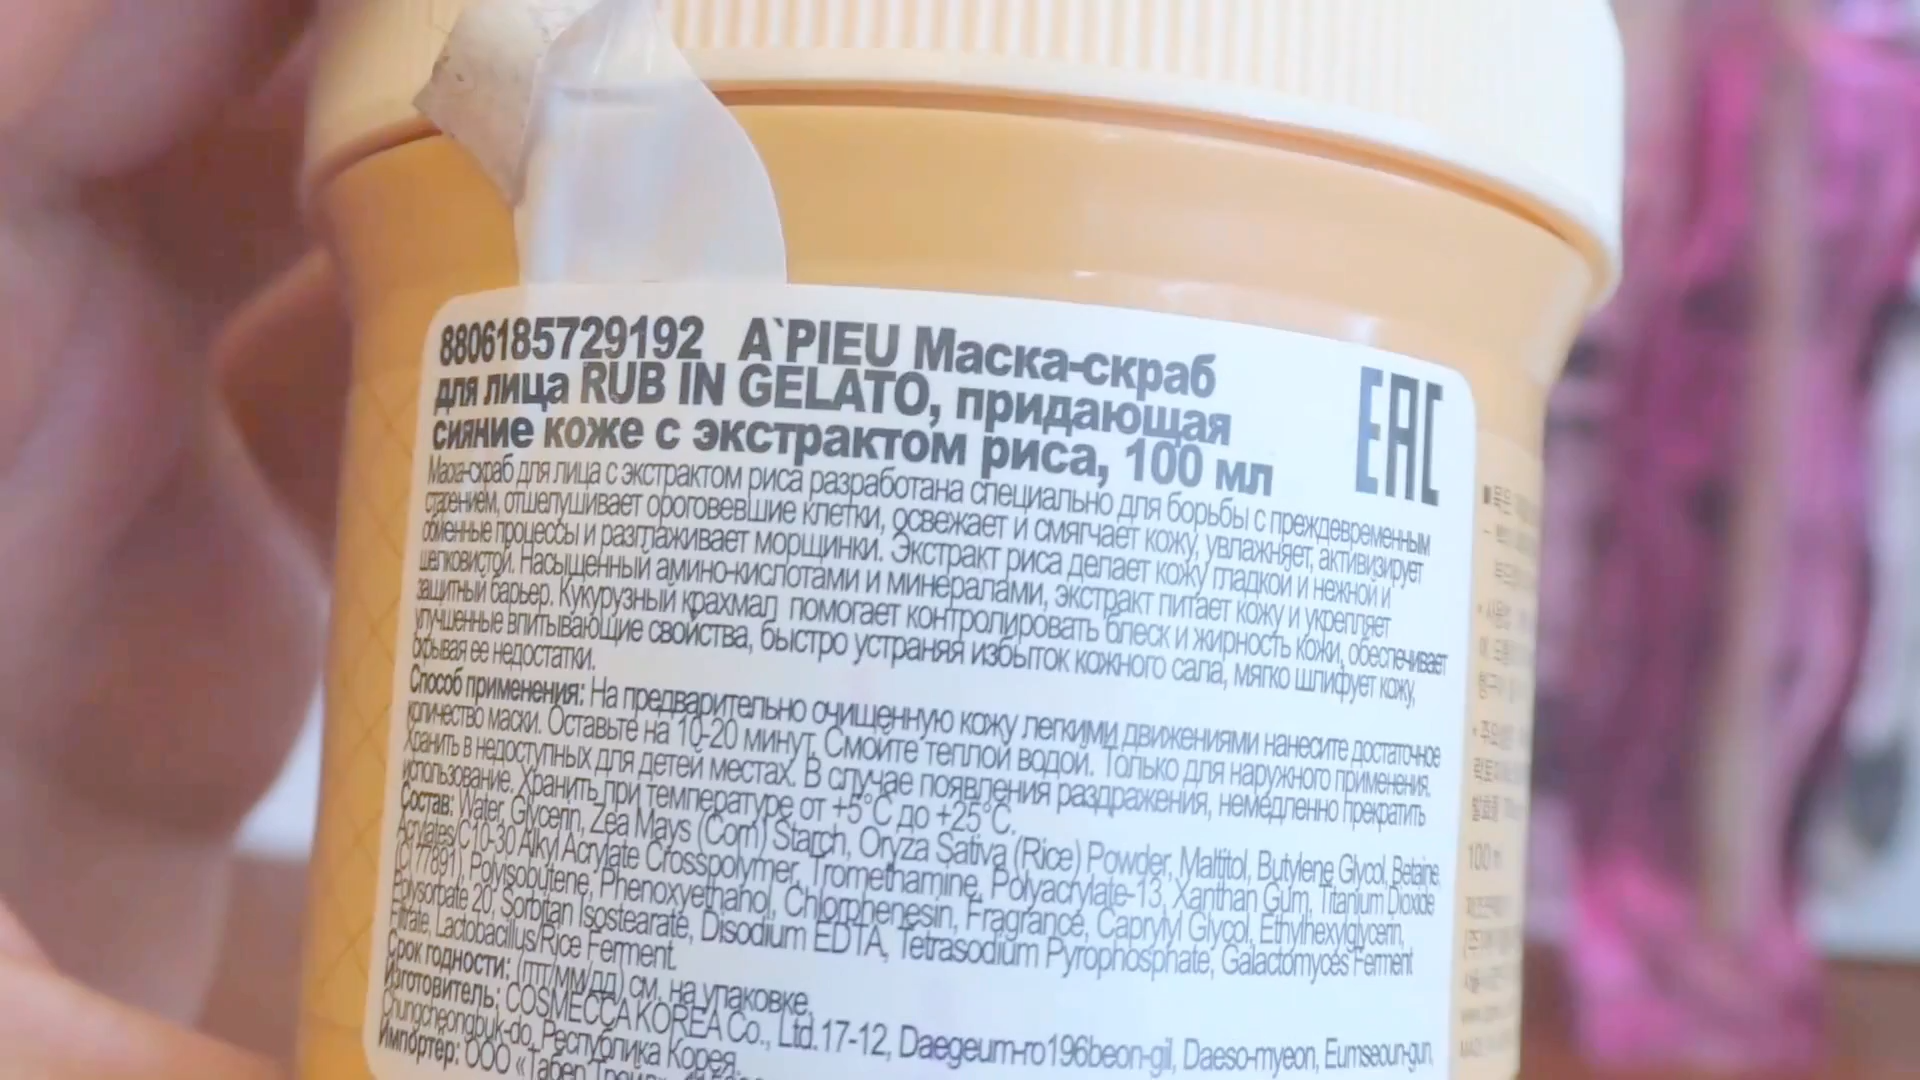 8806185729192 A`PIEU Маска-скраб
для лица RUB IN GELATO, придающая
сияние коже с экстрактом риса, 100 мл
EAC
Маска-скраб для лица с экстрактом риса разработана специально для борьбы с преждевременным
старением, отшелушивает ороговевшие клетки, освежает и смягчает кожу, увлажняет, активизирует
обменные процессы и разглаживает морщинки. Экстракт риса делает кожу гладкой и нежной и
шелковистой. Насыщенный амино-кислотами и минералами, экстракт питает кожу и укрепляет
защитный барьер. Кукурузный крахмал помогает контролировать блеск и жирность кожи, обеспечивает
улучшенные впитывающие свойства, быстро устраняя избыток кожного сала, мягко шлифует кожу,
скрывая ее недостатки.
Способ применения: На предварительно очищенную кожу легкими движениями нанесите достаточное
количество маски. Оставьте на 10-20 минут. Смойте теплой водой. Только для наружного применения.
Хранить в недоступных для детей местах. В случае появления раздражения, немедленно прекратить
использование. Хранить при температуре от +5°C до +25°C.
Состав: Water, Glycerin, Zea Mays (Corn) Starch, Oryza Sativa (Rice) Powder, Maltitol, Butylene Glycol, Betaine,
Acrylates/C10-30 Alkyl Acrylate Crosspolymer, Tromethamine, Polyacrylate-13, Xanthan Gum, Titanium Dioxide
(CI 77891), Polyisobutene, Phenoxyethanol, Chlorphenesin, Fragrance, Caprylyl Glycol, Ethylhexylglycerin,
Polysorbate 20, Sorbitan Isostearate, Disodium EDTA, Tetrasodium Pyrophosphate, Galactomyces Ferment
Filtrate, Lactobacillus/Rice Ferment.
Срок годности: (гггг/мм/дд) см. на упаковке.
Изготовитель: COSMECCA KOREA Co., Ltd. 17-12, Daegeum-ro196beon-gil, Daeso-myeon, Eumseoun-gun,
Chungcheongbuk-do, Республика Корея.
Импортер: ООО «Табер Трейд»
100 m